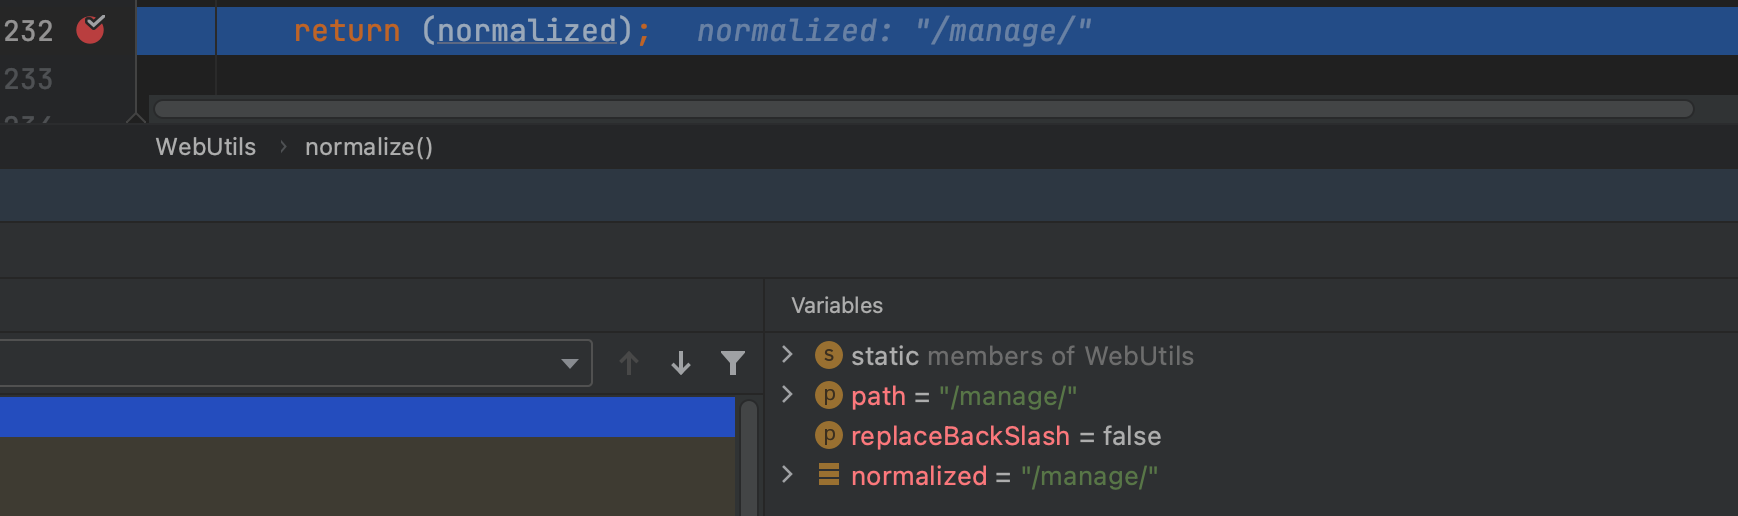 232 return (normalized); normalized: "/manage/"
233
234
WebUtils › normalize()
Variables
s static members of WebUtils
p path = "/manage/"
p replaceBackSlash = false
normalized = "/manage/"